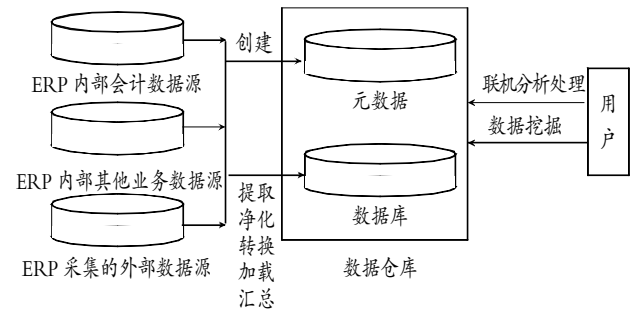 ERP 内部会计数据源
ERP 内部其他业务数据源
ERP 采集的外部数据源
创建
提取
净化
转换
加载
汇总
元数据
数据库
数据仓库
联机分析处理
数据挖掘
用
户